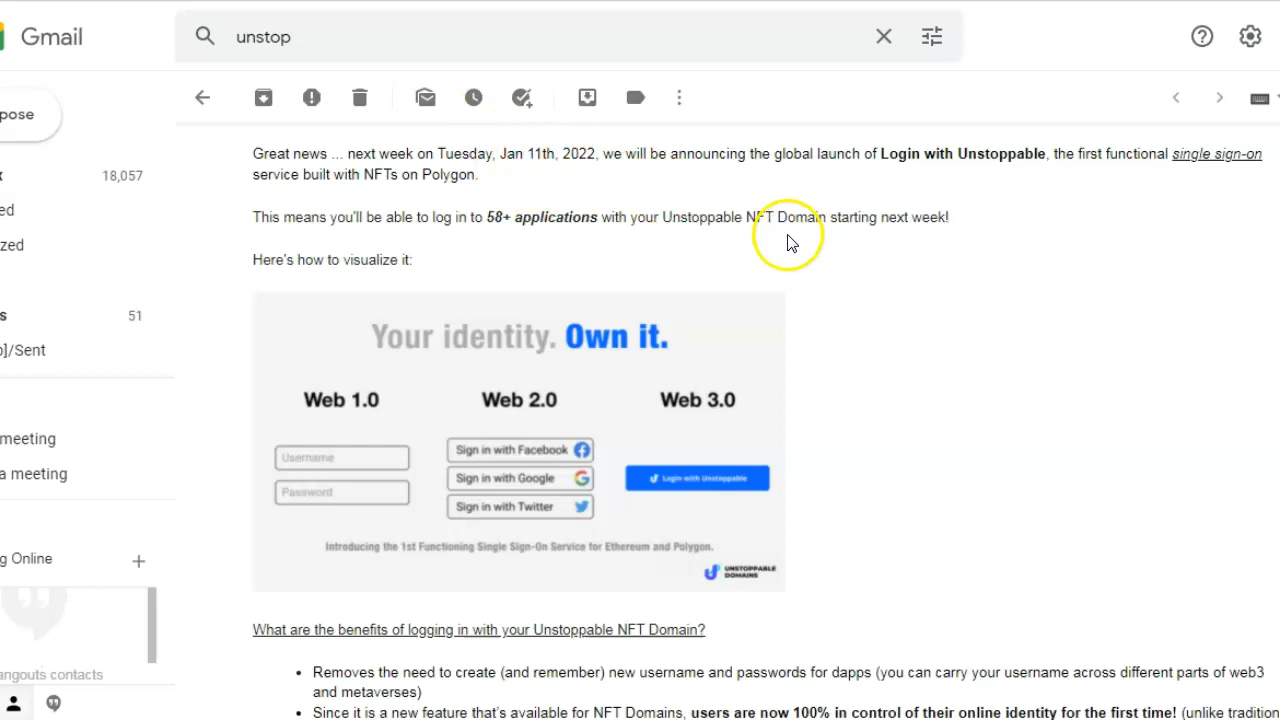 Gmail
unstop
pose
18,057
ed
zed
s
51
]/Sent
meeting
a meeting
g Online
angouts contacts
Great news ... next week on Tuesday, Jan 11th, 2022, we will be announcing the global launch of Login with Unstoppable, the first functional single sign-on
service built with NFTs on Polygon.
This means you'll be able to log in to 58+ applications with your Unstoppable NFT Domain starting next week!
Here's how to visualize it:
Your identity. Own it.
Web 1.0 Web 2.0 Web 3.0
Username
Password
Sign in with Facebook
Sign in with Google
Sign in with Twitter
Login with Unstoppable
Introducing the 1st Functioning Single Sign-On Service for Ethereum and Polygon.
UNSTOPPABLE
DOMAINS
What are the benefits of logging in with your Unstoppable NFT Domain?
• Removes the need to create (and remember) new username and passwords for dapps (you can carry your username across different parts of web3
and metaverses)
• Since it is a new feature that's available for NFT Domains, users are now 100% in control of their online identity for the first time! (unlike tradition